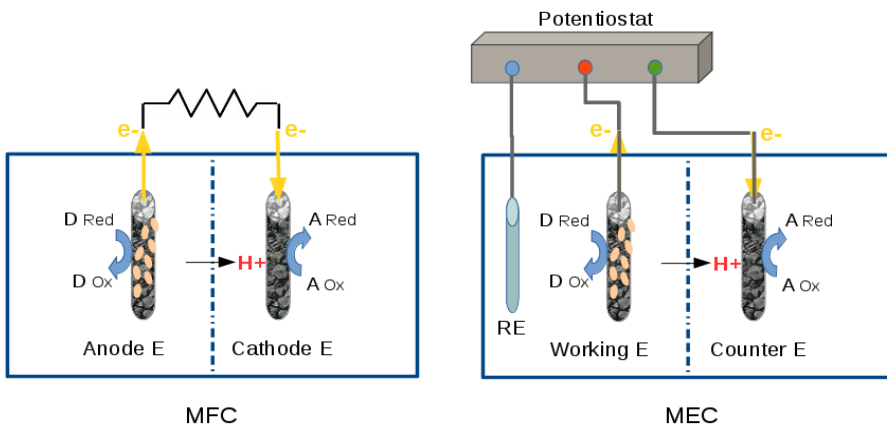 Potentiostat
e- e-
D Red A Red
H+
D Ox A Ox
Anode E Cathode E
MFC
e- e-
D Red A Red
H+
D Ox A Ox
RE
Working E Counter E
MEC